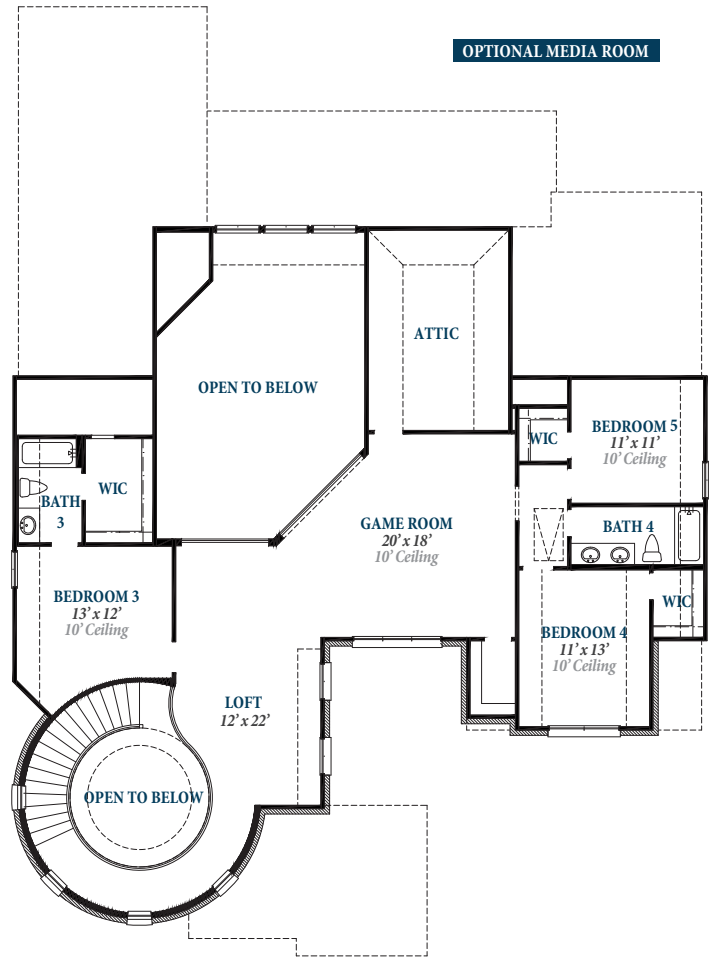 OPTIONAL MEDIA ROOM
ATTIC
OPEN TO BELOW
WIC
BEDROOM 5
11' x 11'
10' Ceiling
BATH
3
WIC
GAME ROOM
20' x 18'
10' Ceiling
BATH 4
BEDROOM 3
13' x 12'
10' Ceiling
WIC
BEDROOM 4
11' x 13'
10' Ceiling
LOFT
12' x 22'
OPEN TO BELOW